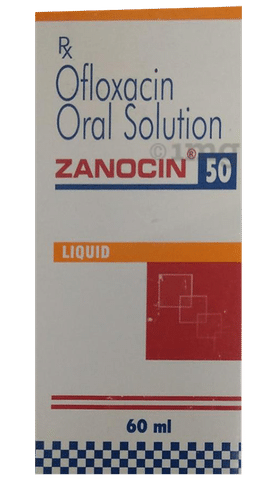 Rx
Ofloxacin
Oral Solution
ZANOCIN® 50
LIQUID
60 ml